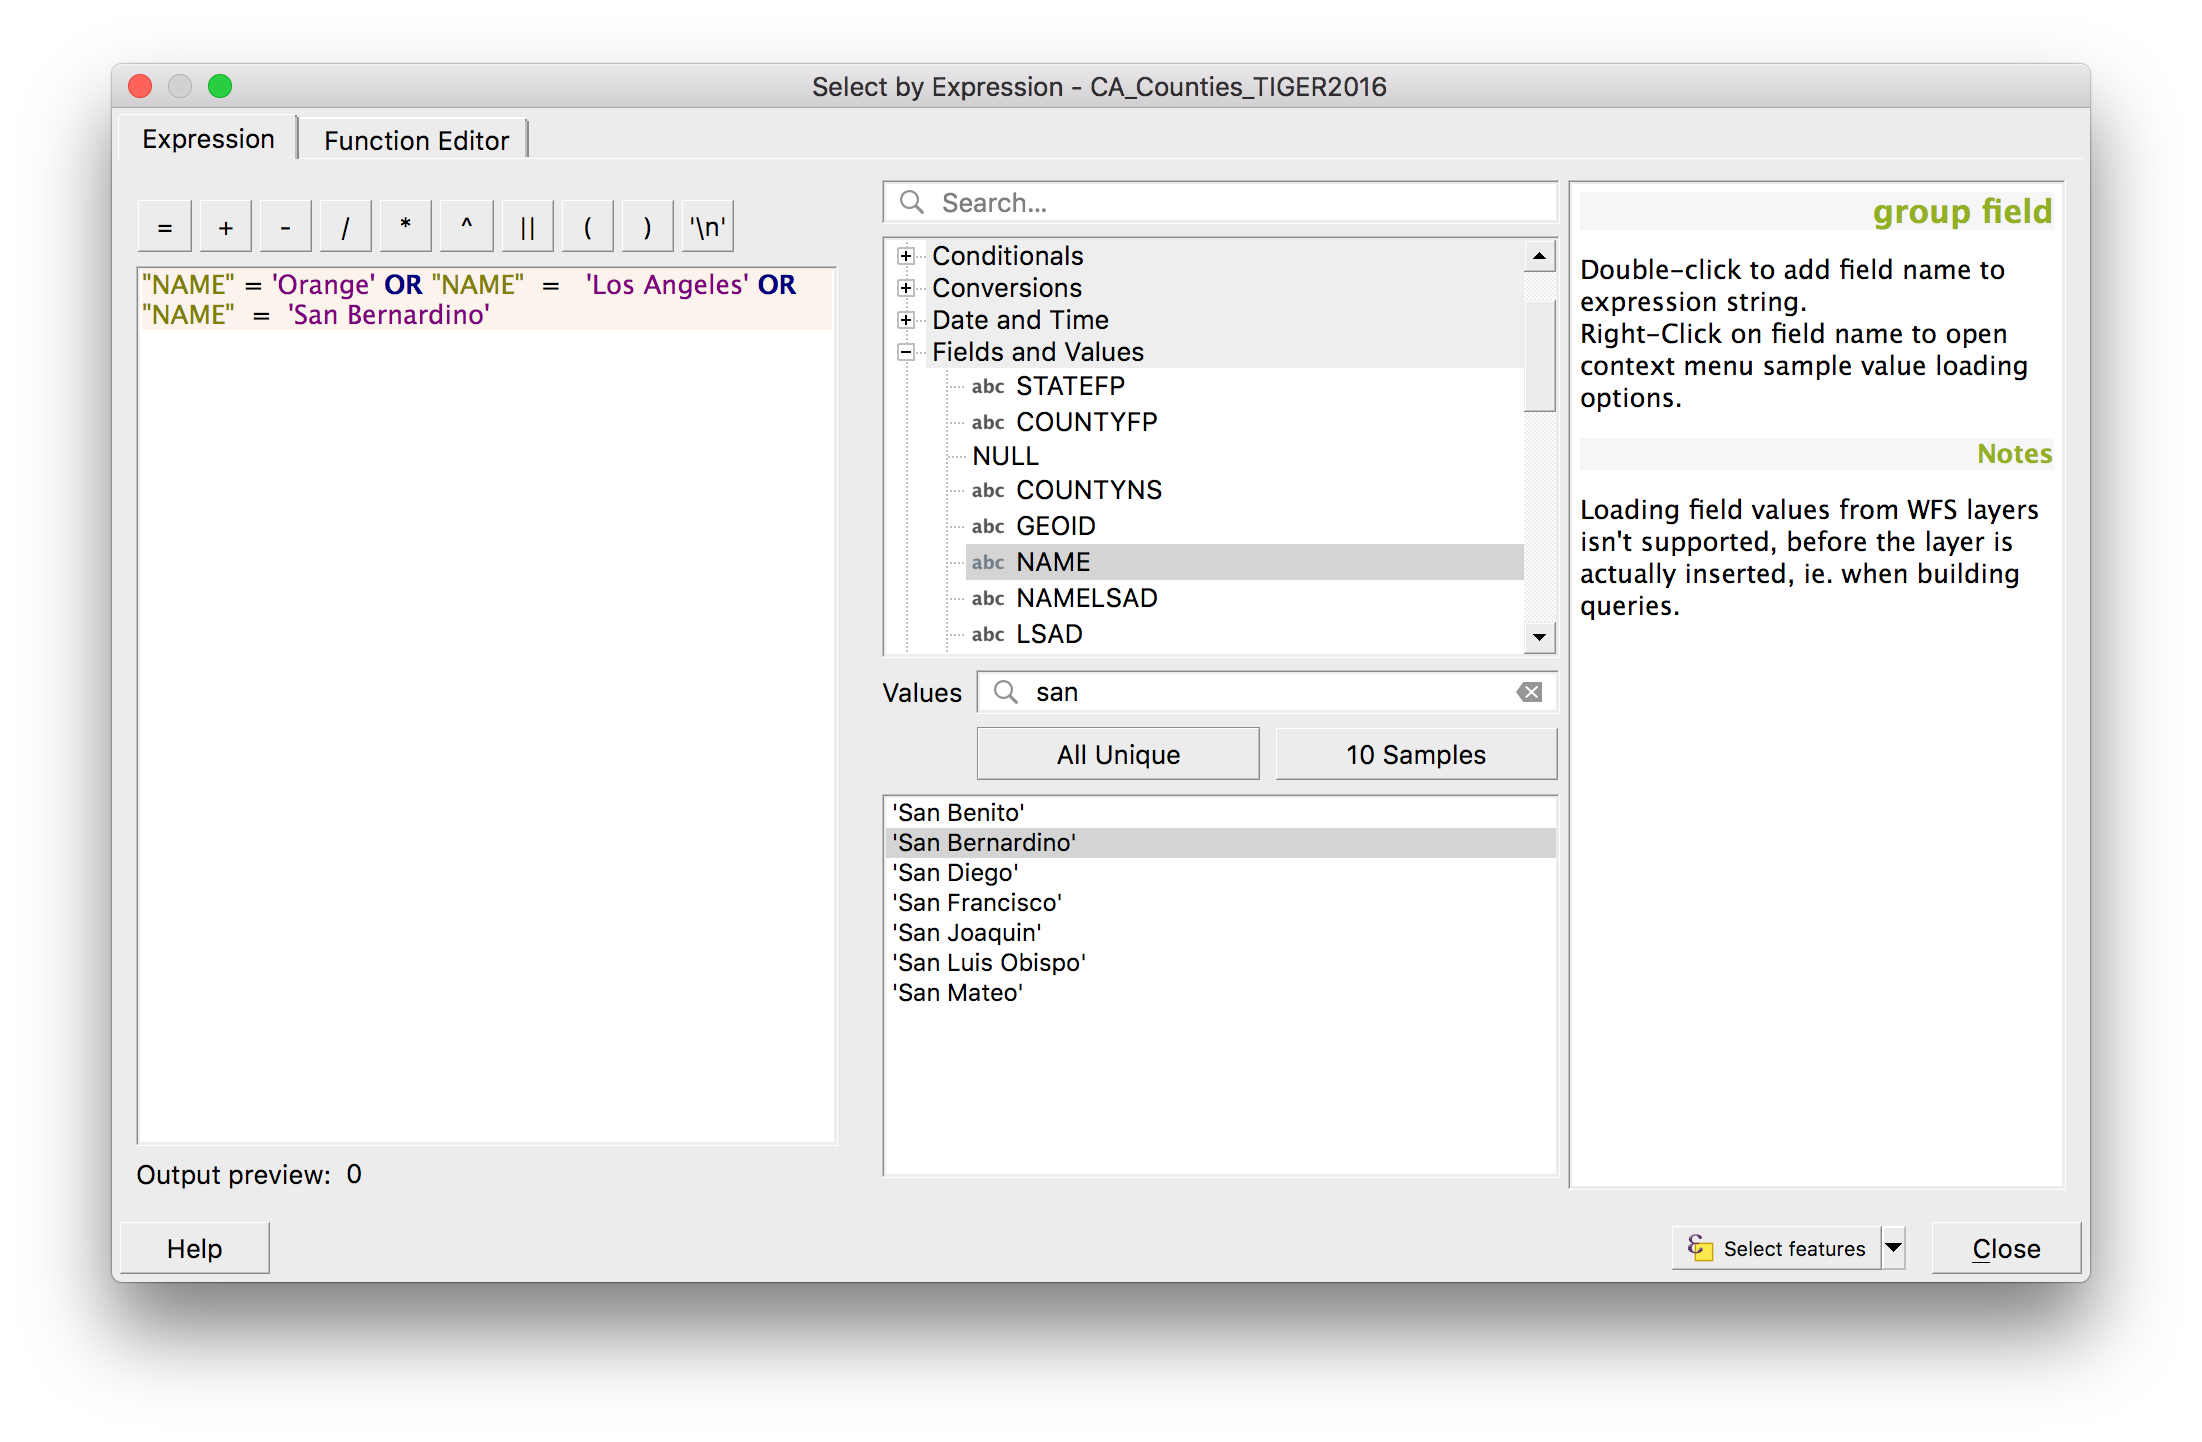 Select by Expression - CA_Counties_TIGER2016
Expression
Function Editor
= + - / * ^ || ( ) '\n'
"NAME" = 'Orange' OR "NAME"  =   'Los Angeles' OR
"NAME"  =  'San Bernardino'
Output preview: 0
Search...
Conditionals
Conversions
Date and Time
Fields and Values
abc STATEFP
abc COUNTYFP
NULL
abc COUNTYNS
abc GEOID
abc NAME
abc NAMELSAD
abc LSAD
Values san
All Unique
10 Samples
'San Benito'
'San Bernardino'
'San Diego'
'San Francisco'
'San Joaquin'
'San Luis Obispo'
'San Mateo'
group field
Double-click to add field name to
expression string.
Right-Click on field name to open
context menu sample value loading
options.
Notes
Loading field values from WFS layers
isn't supported, before the layer is
actually inserted, ie. when building
queries.
Help
Select features
Close